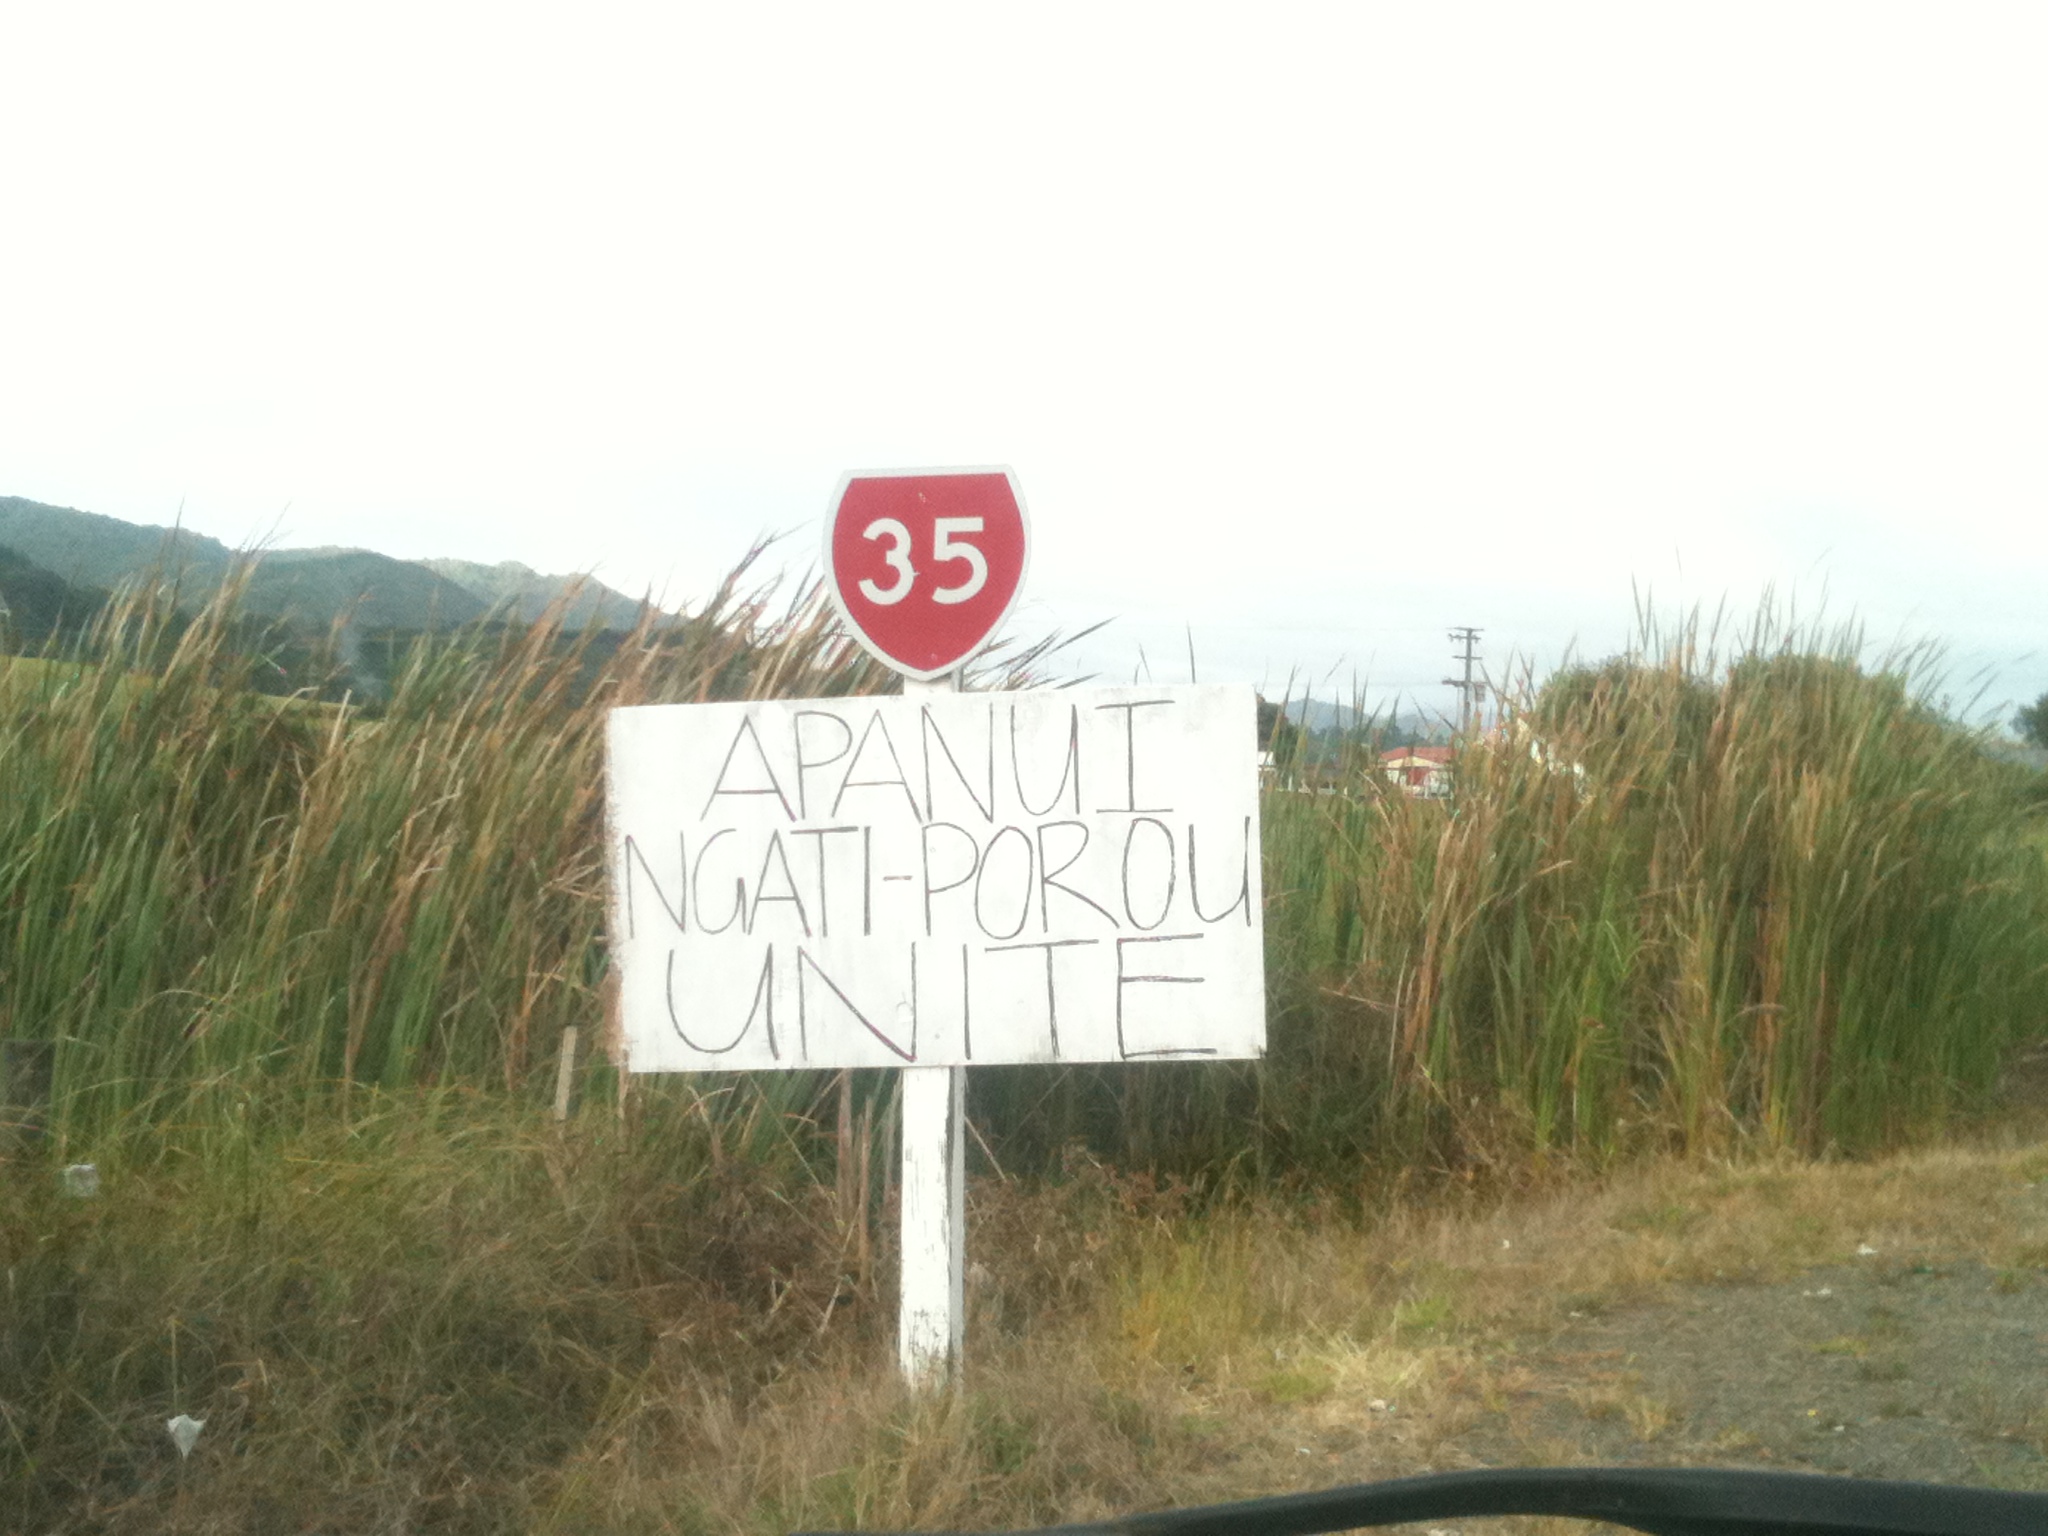 35
APANUI
NGATI-POROU
UNITE